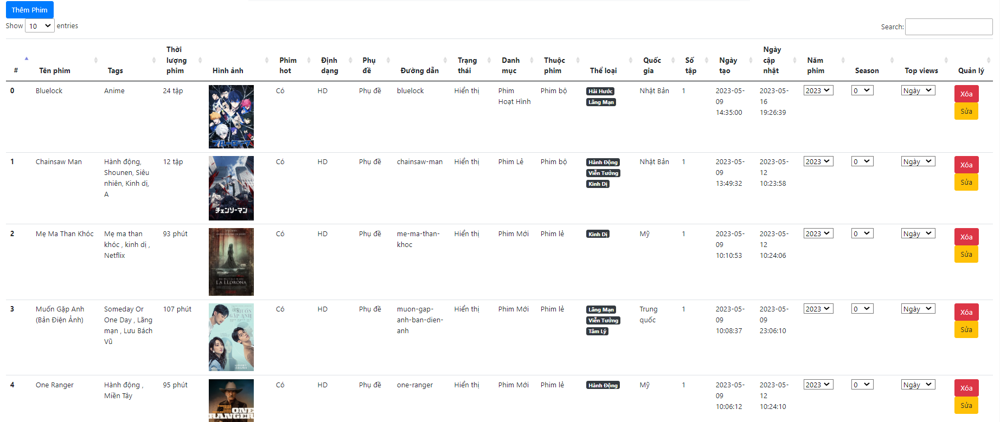 Thêm Phim
Show 10 entries
Search:
# Tên phim Tags Thời lượng phim Hình ảnh Phim hot Định dạng Phụ đề Đường dẫn Trạng thái Danh mục Thuộc phim Thể loại Quốc gia Số tập Ngày tạo Ngày cập nhật Năm phim Season Top views Quản lý
0 Bluelock Anime 24 tập Có HD Phụ đề bluelock Hiển thị Phim Phim bộ Hài Hước Nhật Bản 1 2023-05- 2023-05- 2023 0 Ngày Xóa
Hoạt Hình Lãng Mạn 09 16 Sửa
14:35:00 19:26:39
ブルーロック
1 Chainsaw Man Hành động, 12 tập Có HD Phụ đề chainsaw-man Hiển thị Phim Lẻ Phim bộ Hành Động Nhật Bản 1 2023-05- 2023-05- 2023 0 Ngày Xóa
Shounen, Siêu Viễn Tưởng 09 12 Sửa
nhiên, Kinh dị, Kinh Dị 13:49:32 10:23:58
A
チェンソーマン
2 Mẹ Ma Than Khóc Mẹ ma than 93 phút Có HD Phụ đề me-ma-than- Hiển thị Phim Mới Phim lẻ Kinh Dị Mỹ 1 2023-05- 2023-05- 2023 0 Ngày Xóa
khóc , kinh dị , khoc 09 12 Sửa
Netflix 10:10:53 10:24:06
LA LLORONA
3 Muốn Gặp Anh Someday Or 107 phút Có HD Phụ đề muon-gap- Hiển thị Phim Mới Phim lẻ Lãng Mạn Trung 1 2023-05- 2023-05- 2023 0 Ngày Xóa
(Bản Điện Ảnh) One Day , Lãng anh-ban-dien- Viễn Tưởng quốc 09 09 Sửa
mạn , Lưu Bách anh Tâm Lý 10:08:37 23:06:10
Vũ
MUỐN
GẶP ANH
4 One Ranger Hành động , 95 phút Có HD Phụ đề one-ranger Hiển thị Phim Mới Phim lẻ Hành Động Mỹ 1 2023-05- 2023-05- 2023 0 Ngày Xóa
Miền Tây 09 12 Sửa
10:06:12 10:24:10
ONE
RANGER